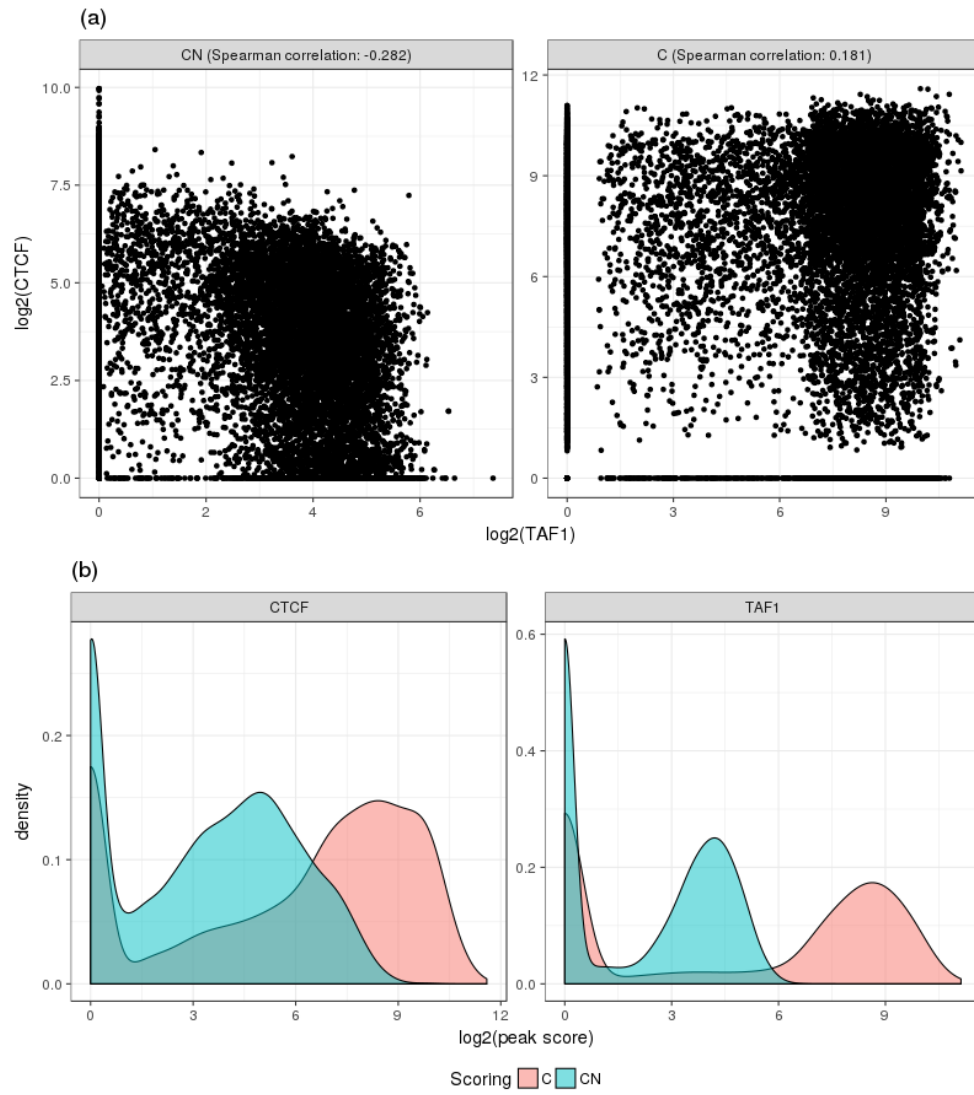 (a)
CN (Spearman correlation: -0.282)
C (Spearman correlation: 0.181)
log2(CTCF)
10.0
7.5
5.0
2.5
0.0
12
9
6
3
0
0 2 4 6
0 3 6 9
log2(TAF1)
(b)
CTCF
TAF1
density
0.2
0.1
0.0
0.6
0.4
0.2
0.0
0 3 6 9 12
0 3 6 9
log2(peak score)
Scoring C CN